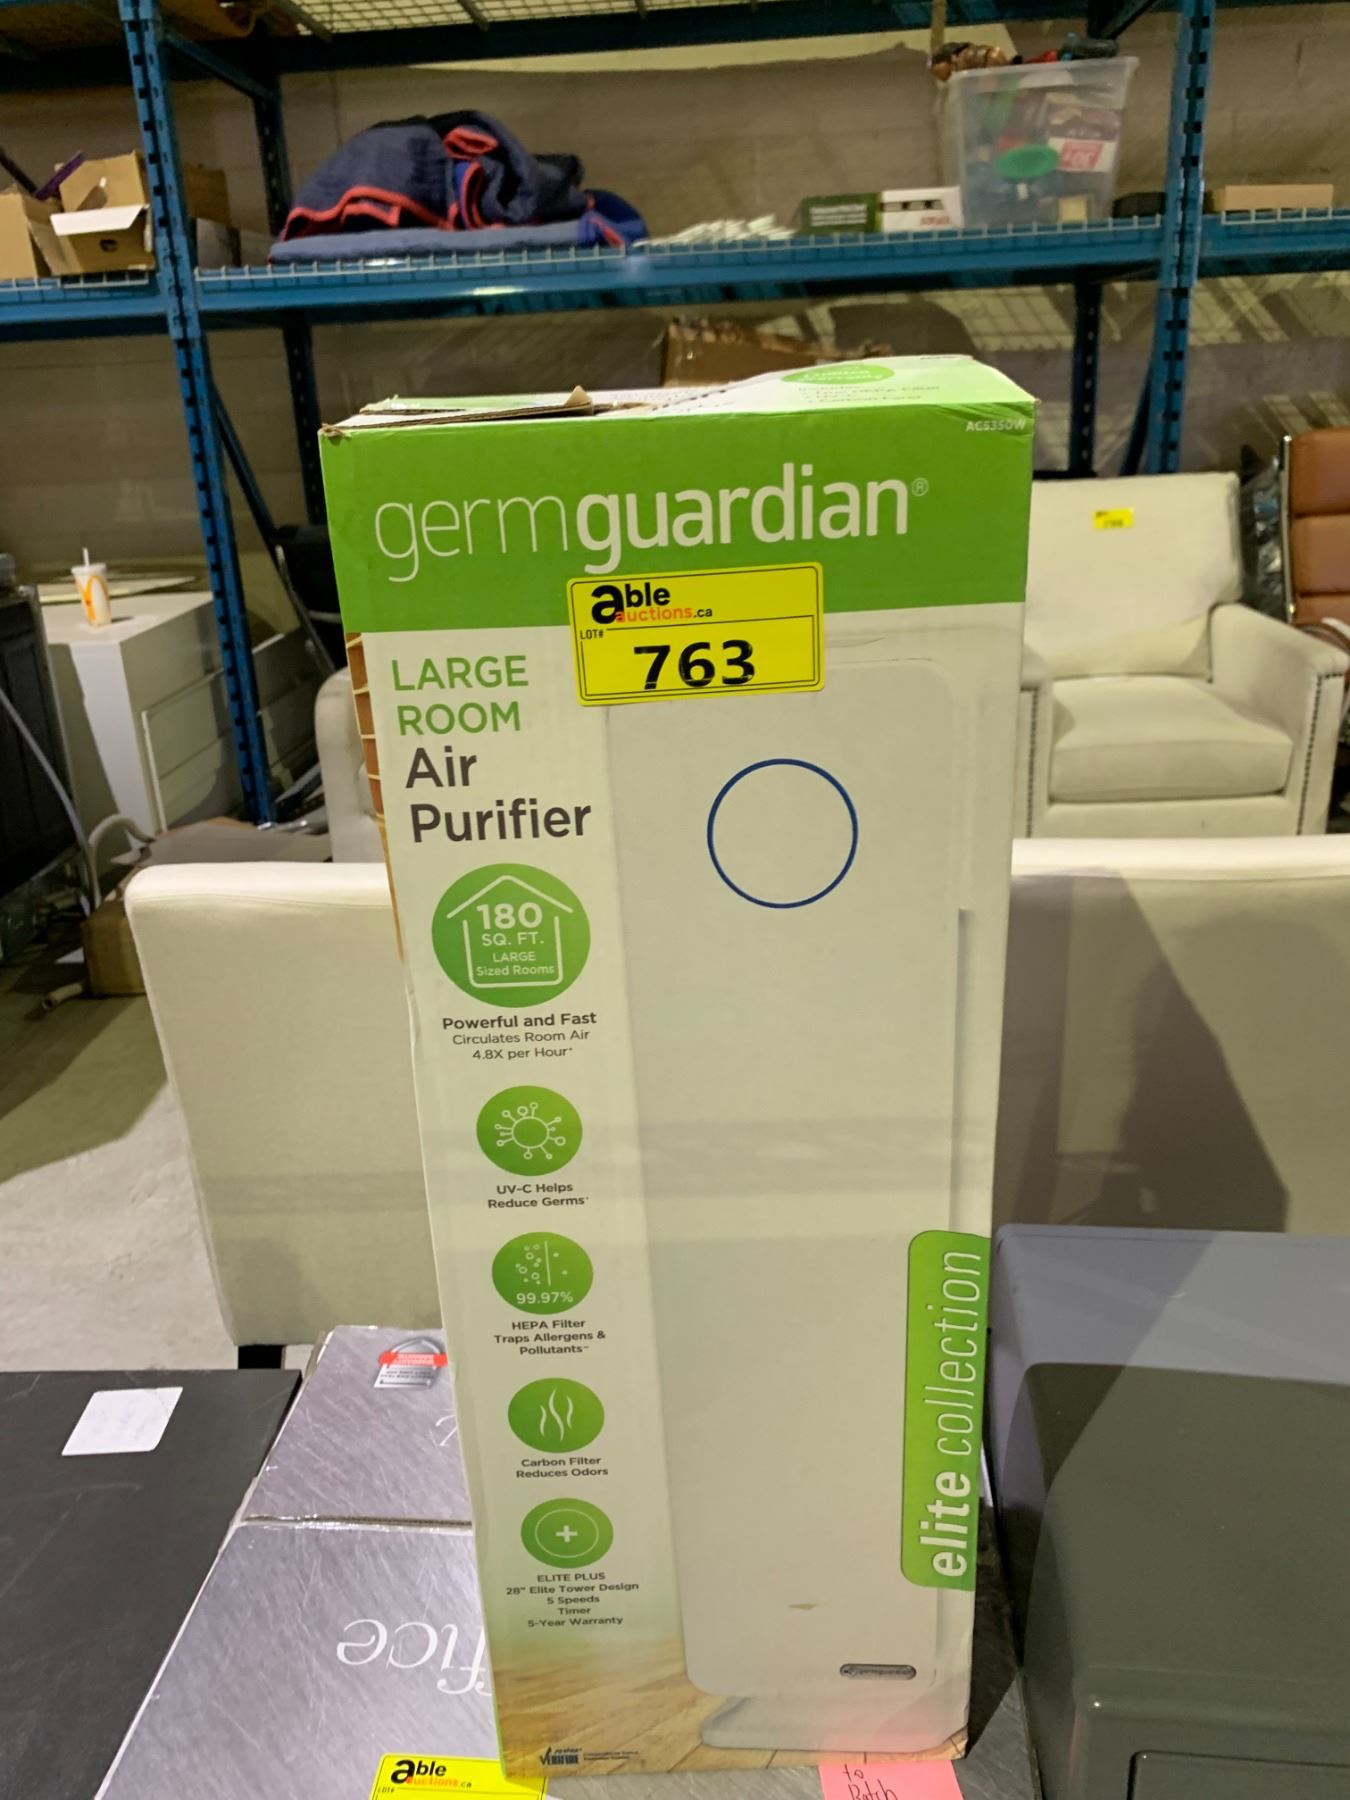 AC5350W
germguardian®
able
auctions.ca
LOT#
763
LARGE
ROOM
Air
Purifier
180
SQ. FT.
LARGE
Sized Rooms
Powerful and Fast
Circulates Room Air
4.8X per Hour*
UV-C Helps
Reduce Germs
99.97%
HEPA Filter
Traps Allergens &
Pollutants
Carbon Filter
Reduces Odors
ELITE PLUS
28" Elite Tower Design
5 Speeds
Timer
5-Year Warranty
elite collection
germguardian
VERIFIRE
able
auctions.ca
LOT#
to